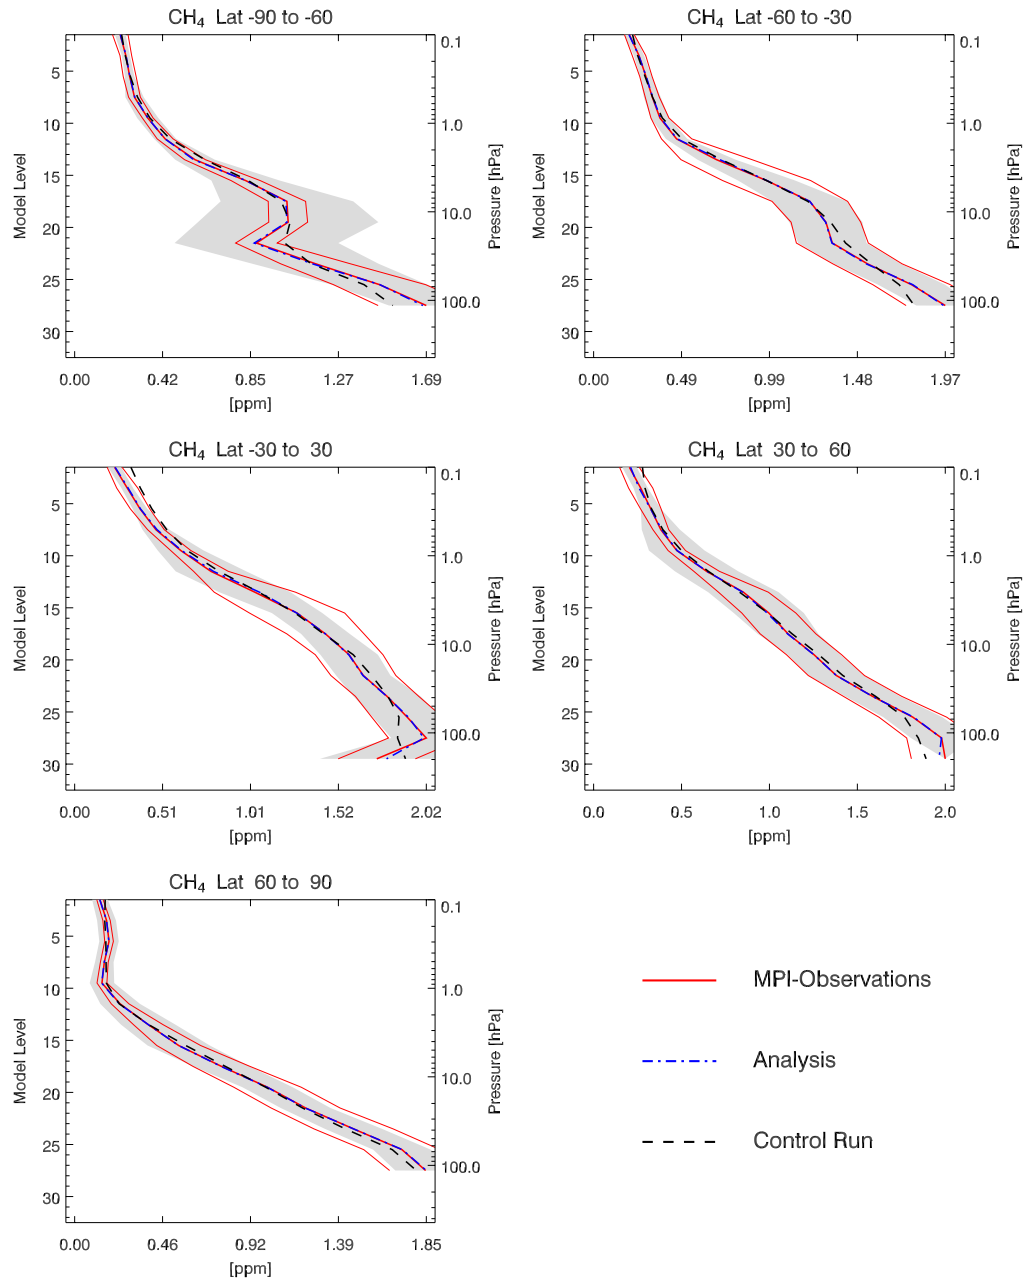 CH4 Lat -90 to -60
CH4 Lat -60 to -30
5
10
15
20
25
30
Model Level
0.1
1.0
10.0
100.0
Pressure [hPa]
0.00 0.42 0.85 1.27 1.69
[ppm]
5
10
15
20
25
30
Model Level
0.1
1.0
10.0
100.0
Pressure [hPa]
0.00 0.49 0.99 1.48 1.97
[ppm]
CH4 Lat -30 to 30
CH4 Lat 30 to 60
5
10
15
20
25
30
Model Level
0.1
1.0
10.0
100.0
Pressure [hPa]
0.00 0.51 1.01 1.52 2.02
[ppm]
5
10
15
20
25
30
Model Level
0.1
1.0
10.0
100.0
Pressure [hPa]
0.0 0.5 1.0 1.5 2.0
[ppm]
CH4 Lat 60 to 90
5
10
15
20
25
30
Model Level
0.1
1.0
10.0
100.0
Pressure [hPa]
0.00 0.46 0.92 1.39 1.85
[ppm]
MPI-Observations
Analysis
Control Run